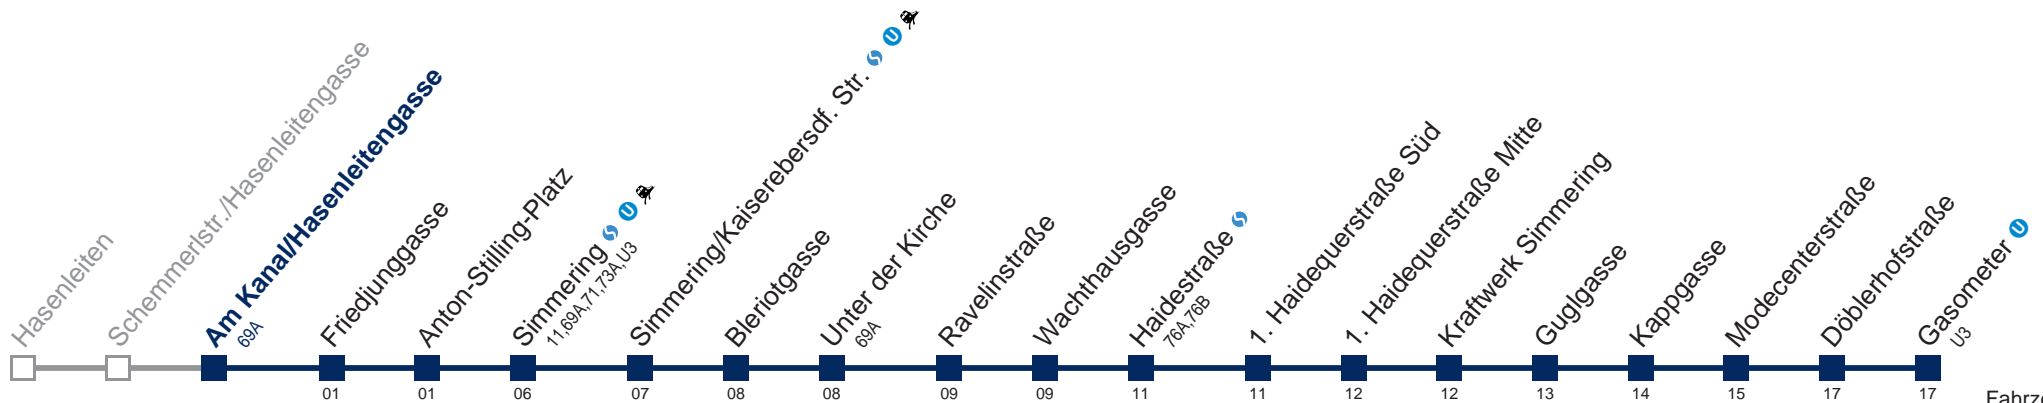 Hasenleiten
Schemmerlstr./Hasenleitengasse
Am Kanal/Hasenleitengasse
69A
Friedjunggasse
Anton-Stilling-Platz
Simmering S U
11,69A,71,73A,U3
Simmering/Kaiserebersdf. Str. S U
Bleriotgasse
Unter der Kirche
69A
Ravelinstraße
Wachthausgasse
Haidestraße S
76A,76B
1. Haidequerstraße Süd
1. Haidequerstraße Mitte
Kraftwerk Simmering
Guglgasse
Kappgasse
Modecenterstraße
Döblerhofstraße
Gasometer U
U3
01 01 06 07 08 08 09 09 11 11 12 12 13 14 15 17 17